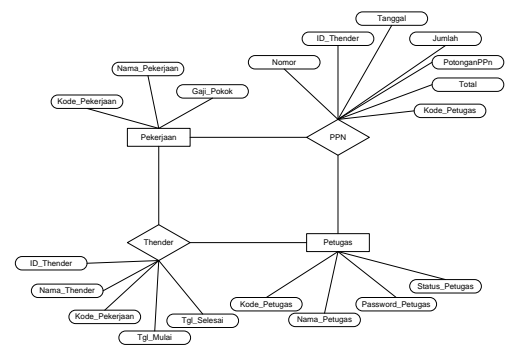 Tanggal
ID_Thender
Jumlah
Nomor
PotonganPPn
Nama_Pekerjaan
Total
Gaji_Pokok
Kode_Pekerjaan
Kode_Petugas
Pekerjaan
PPN
Thender
Petugas
ID_Thender
Status_Petugas
Nama_Thender
Kode_Petugas
Password_Petugas
Kode_Pekerjaan
Tgl_Selesai
Nama_Petugas
Tgl_Mulai